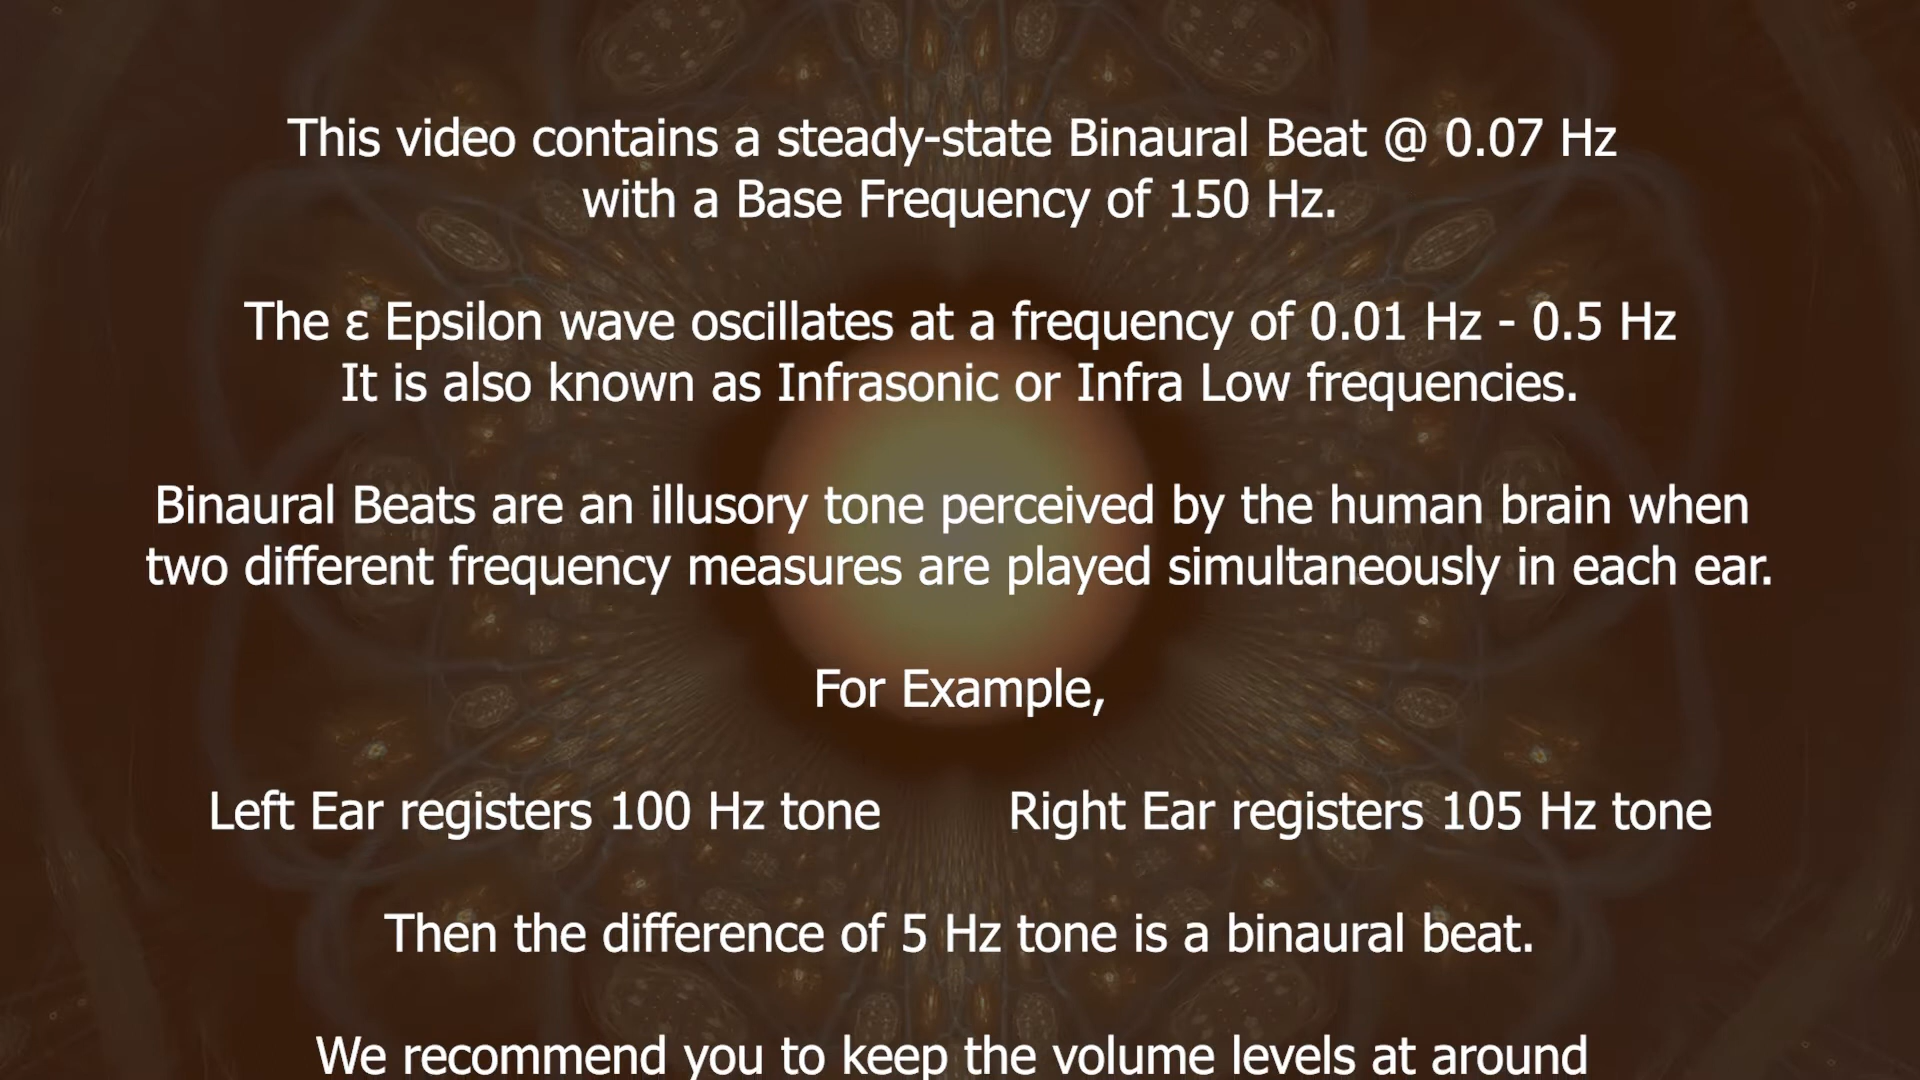 This video contains a steady-state Binaural Beat @ 0.07 Hz
with a Base Frequency of 150 Hz.
The ε Epsilon wave oscillates at a frequency of 0.01 Hz - 0.5 Hz
It is also known as Infrasonic or Infra Low frequencies.
Binaural Beats are an illusory tone perceived by the human brain when
two different frequency measures are played simultaneously in each ear.
For Example,
Left Ear registers 100 Hz tone Right Ear registers 105 Hz tone
Then the difference of 5 Hz tone is a binaural beat.
We recommend you to keep the volume levels at around